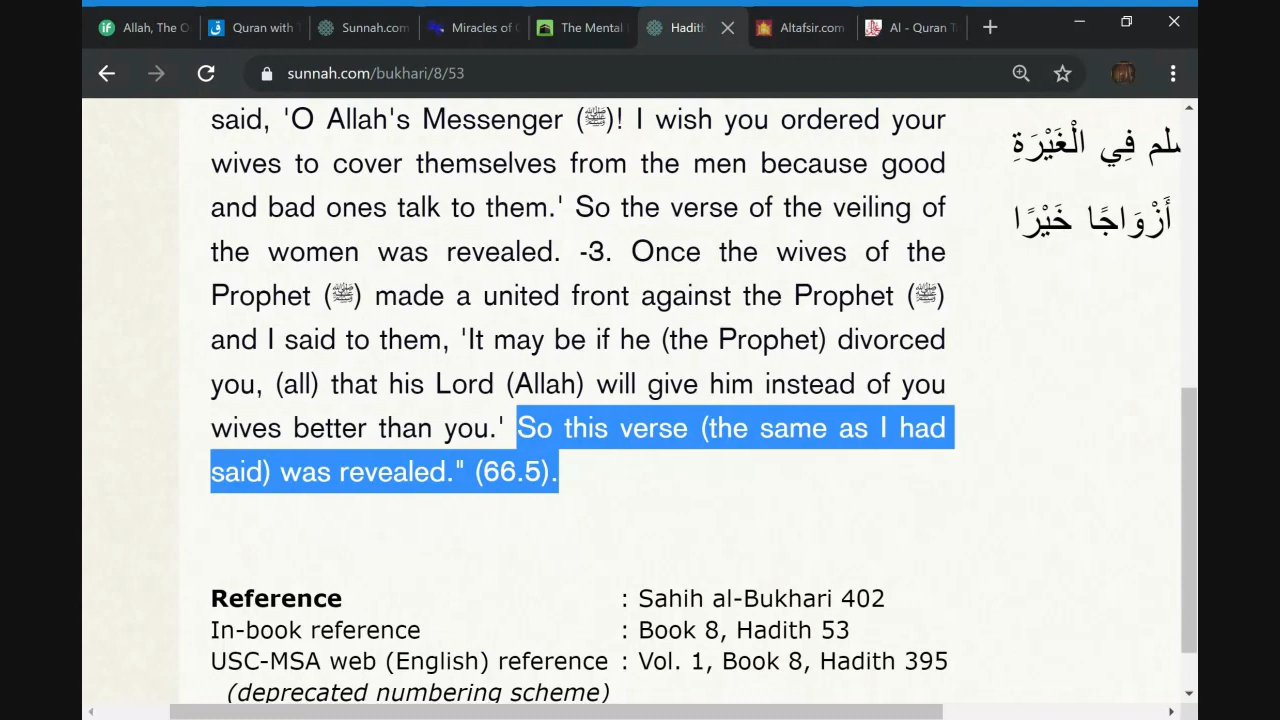 Allah, The O
Quran with T
Sunnah.com
Miracles of
The Mental
Hadith
Altafsir.com
Al - Quran T
sunnah.com/bukhari/8/53
said, 'O Allah's Messenger (ﷺ)! I wish you ordered your
wives to cover themselves from the men because good
and bad ones talk to them.' So the verse of the veiling of
the women was revealed. -3. Once the wives of the
Prophet (ﷺ) made a united front against the Prophet (ﷺ)
and I said to them, 'It may be if he (the Prophet) divorced
you, (all) that his Lord (Allah) will give him instead of you
wives better than you.' So this verse (the same as I had
said) was revealed." (66.5).
سلم فِي الْغَيْرَةِ
أَزْوَاجًا خَيْرًا
Reference : Sahih al-Bukhari 402
In-book reference : Book 8, Hadith 53
USC-MSA web (English) reference : Vol. 1, Book 8, Hadith 395
(deprecated numbering scheme)